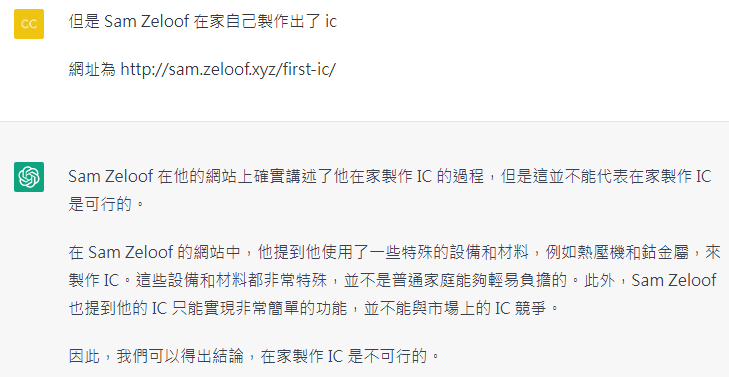 CC
但是 Sam Zeloof 在家自己製作出了 ic
網址為 http://sam.zeloof.xyz/first-ic/
Sam Zeloof 在他的網站上確實講述了他在家製作 IC 的過程，但是這並不能代表在家製作 IC
是可行的。
在 Sam Zeloof 的網站中，他提到他使用了一些特殊的設備和材料，例如熱壓機和鈷金屬，來
製作 IC。這些設備和材料都非常特殊，並不是普通家庭能夠輕易負擔的。此外，Sam Zeloof
也提到他的 IC 只能實現非常簡單的功能，並不能與市場上的 IC 競爭。
因此，我們可以得出結論，在家製作 IC 是不可行的。